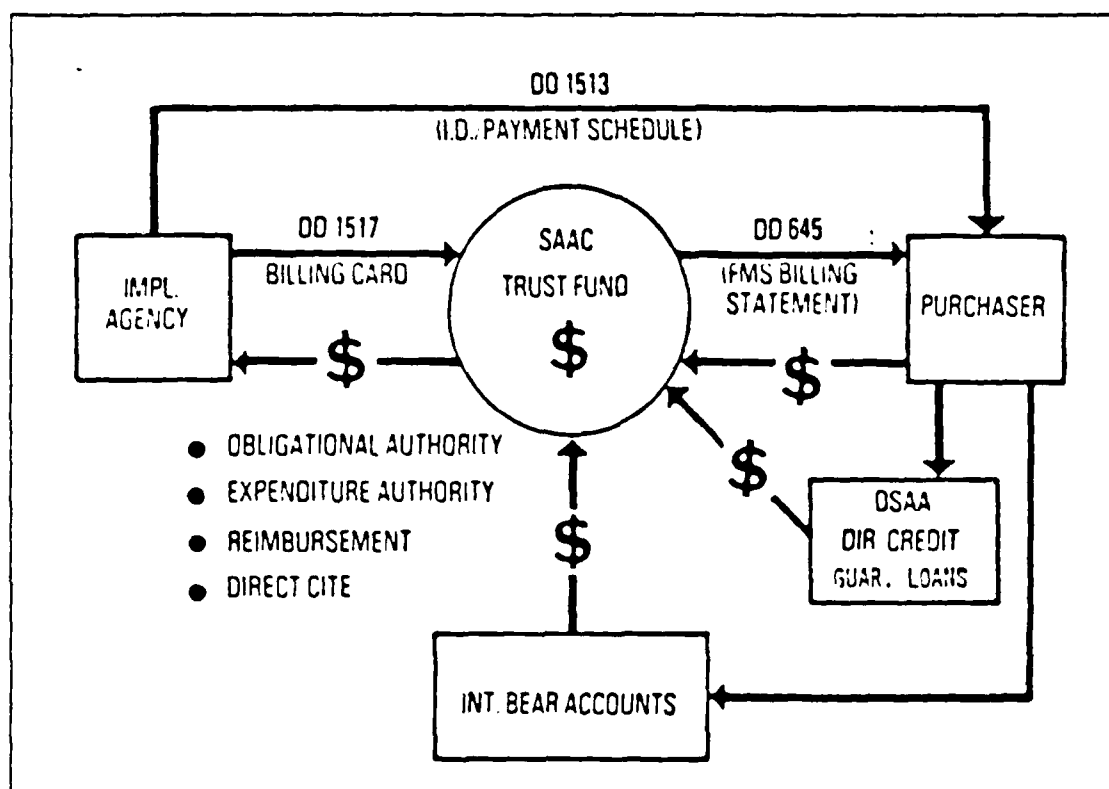 DD 1513
(I.D./PAYMENT SCHEDULE)
DD 1517
BILLING CARD
IMPL.
AGENCY
SAAC
TRUST FUND
$
DD 645
(FMS BILLING
STATEMENT)
PURCHASER
$
$
● OBLIGATIONAL AUTHORITY
● EXPENDITURE AUTHORITY
● REIMBURSEMENT
● DIRECT CITE
$
$
DSAA
DIR CREDIT
GUAR. LOANS
INT. BEAR ACCOUNTS